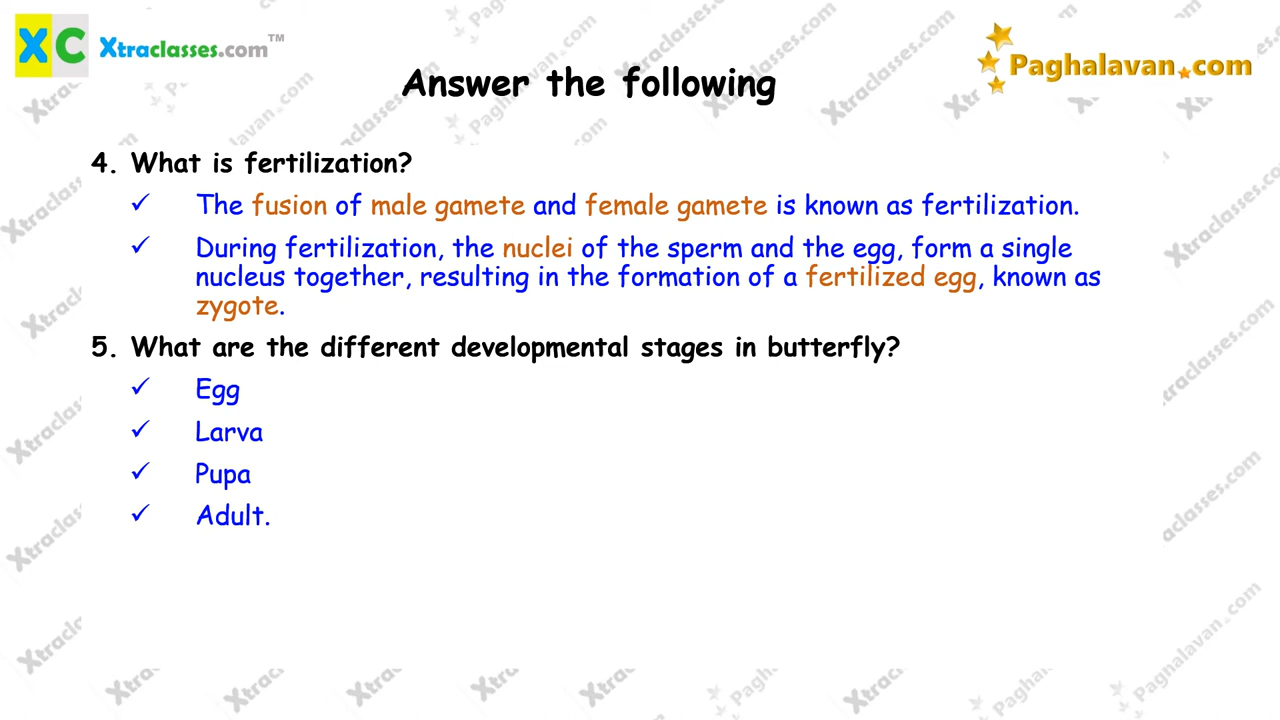 XC Xtraclasses.com™
Paghalavan.com
Answer the following
4. What is fertilization?
✓ The fusion of male gamete and female gamete is known as fertilization.
✓ During fertilization, the nuclei of the sperm and the egg, form a single
nucleus together, resulting in the formation of a fertilized egg, known as
zygote.
5. What are the different developmental stages in butterfly?
✓ Egg
✓ Larva
✓ Pupa
✓ Adult.